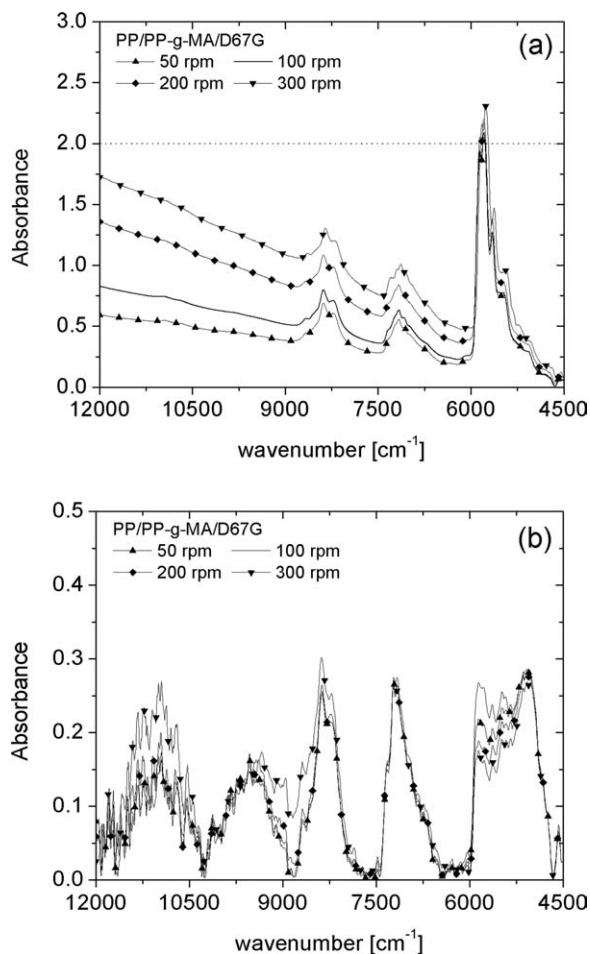 3.0
2.5
2.0
1.5
1.0
0.5
0.0
Absorbance
PP/PP-g-MA/D67G
50 rpm
100 rpm
200 rpm
300 rpm
(a)
12000 10500 9000 7500 6000 4500
wavenumber [cm⁻¹]
0.5
0.4
0.3
0.2
0.1
0.0
Absorbance
PP/PP-g-MA/D67G
50 rpm
100 rpm
200 rpm
300 rpm
(b)
12000 10500 9000 7500 6000 4500
wavenumber [cm⁻¹]